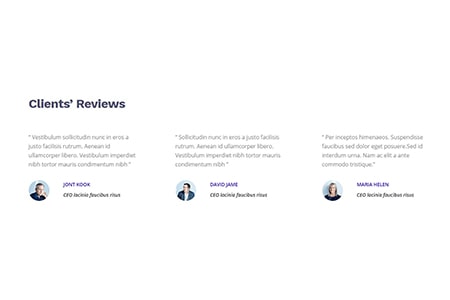 Clients' Reviews
" Vestibulum sollicitudin nunc in eros a
justo facilisis rutrum. Aenean id
ullamcorper libero. Vestibulum imperdiet
nibh tortor mauris condimentum nibh."
JONT KOOK
CEO lacinia faucibus risus
" Sollicitudin nunc in eros a justo facilisis
rutrum. Aenean id ullamcorper libero.
Vestibulum imperdiet nibh tortor mauris
condimentum nibh."
DAVID JAME
CEO lacinia faucibus risus
" Per inceptos himenaeos. Suspendisse
faucibus sed dolor eget posuere.Sed id
interdum urna. Nam ac elit a ante
commodo tristique."
MARIA HELEN
CEO lacinia faucibus risus